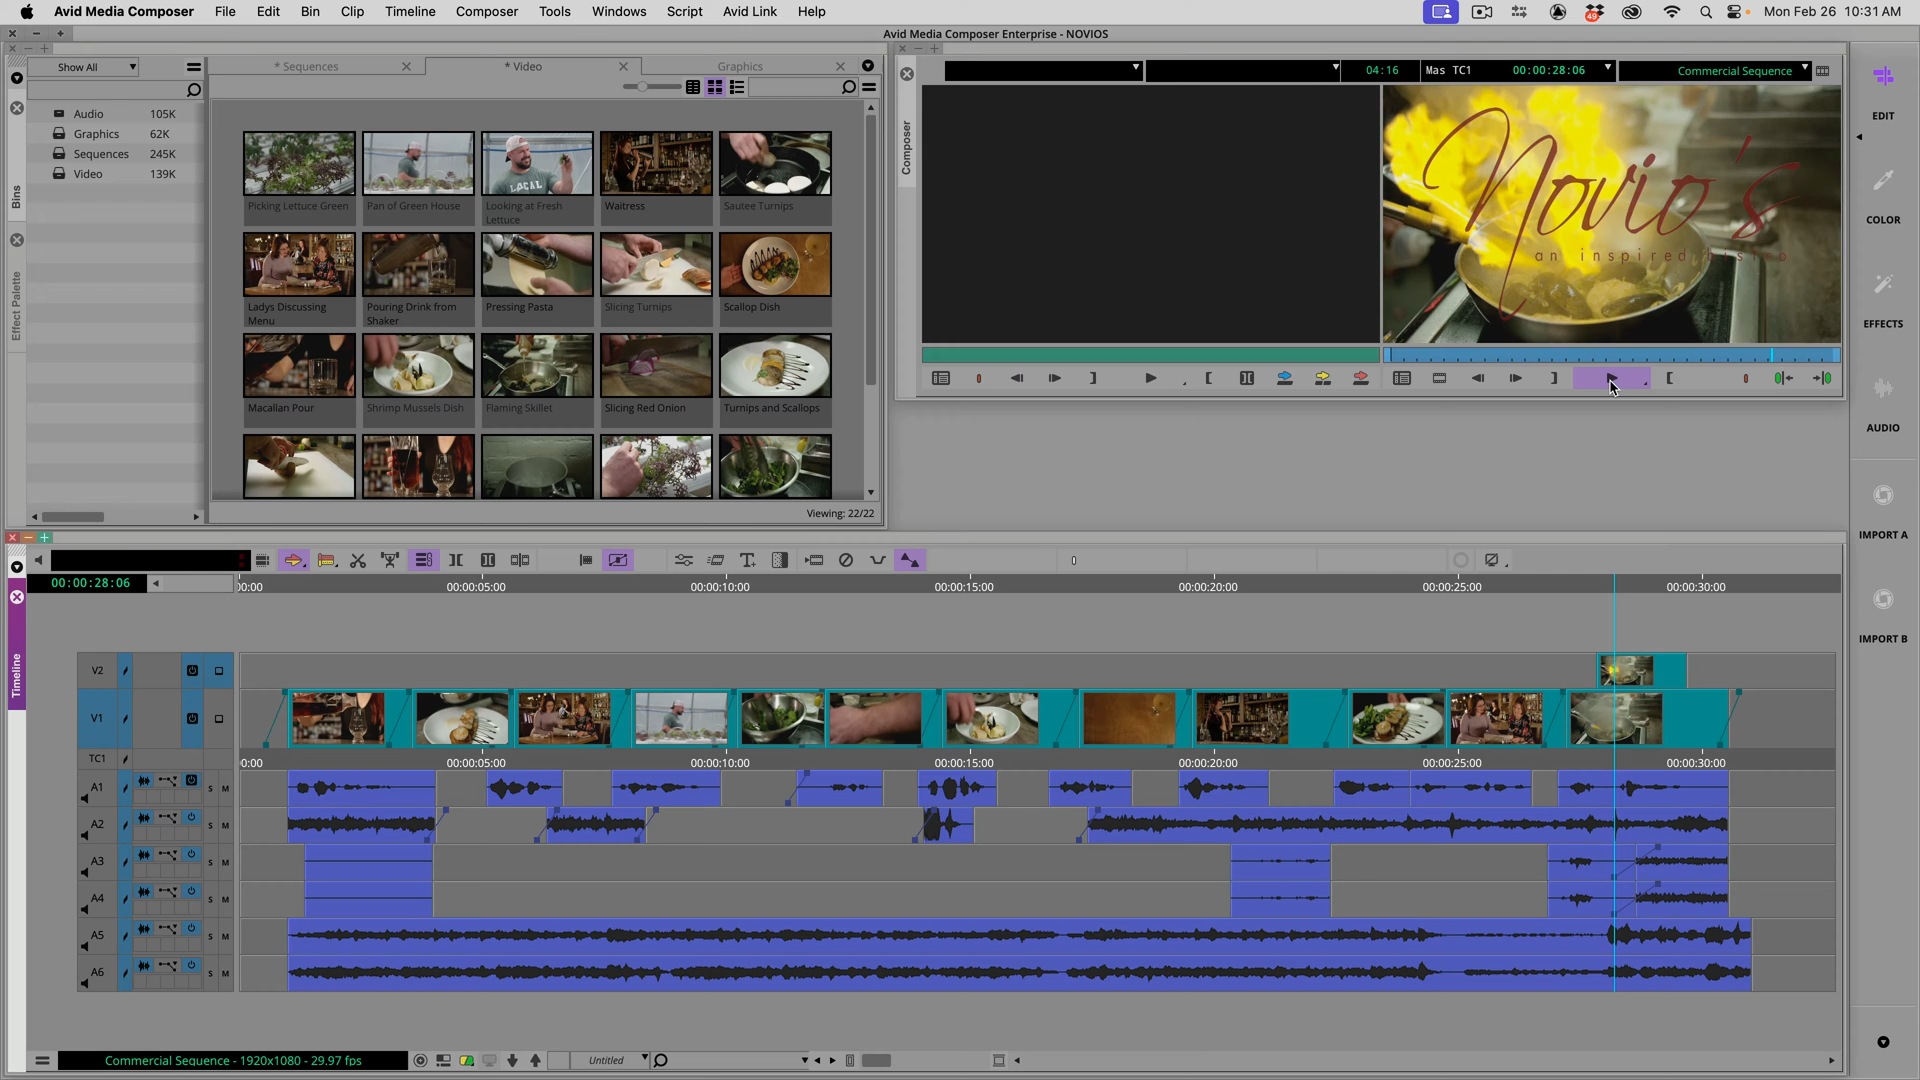 Avid Media Composer File Edit Bin Clip Timeline Composer Tools Windows Script Avid Link Help
49
Mon Feb 26 10:31 AM
Avid Media Composer Enterprise - NOVIOS
Show All
* Sequences
* Video
Graphics
Bins
Effect Palette
Audio 105K
Graphics 62K
Sequences 245K
Video 139K
Picking Lettuce Green
Pan of Green House
Looking at Fresh Lettuce
Waitress
Sautee Turnips
LOCAL
Ladys Discussing Menu
Pouring Drink from Shaker
Pressing Pasta
Slicing Turnips
Scallop Dish
Macallan Pour
Shrimp Mussels Dish
Flaming Skillet
Slicing Red Onion
Turnips and Scallops
Viewing: 22/22
Composer
04:16
Mas TC1 00:00:28:06
Commercial Sequence
Novio's
an inspired bistro
EDIT
COLOR
EFFECTS
AUDIO
IMPORT A
IMPORT B
Timeline
00:00:28:06
00:00 00:00:05:00 00:00:10:00 00:00:15:00 00:00:20:00 00:00:25:00 00:00:30:00
V2
V1
TC1
0:00 00:00:05:00 00:00:10:00 00:00:15:00 00:00:20:00 00:00:25:00 00:00:30:00
A1 S M
A2 S M
A3 S M
A4 S M
A5 S M
A6 S M
Commercial Sequence - 1920x1080 - 29.97 fps
Untitled